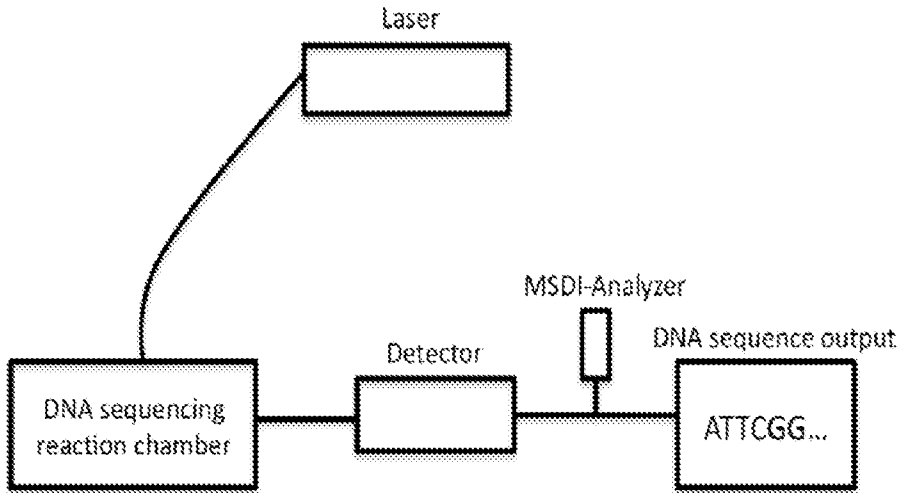 Laser
MSDI-Analyzer
DNA sequence output
Detector
DNA sequencing
reaction chamber
ATTCGG...